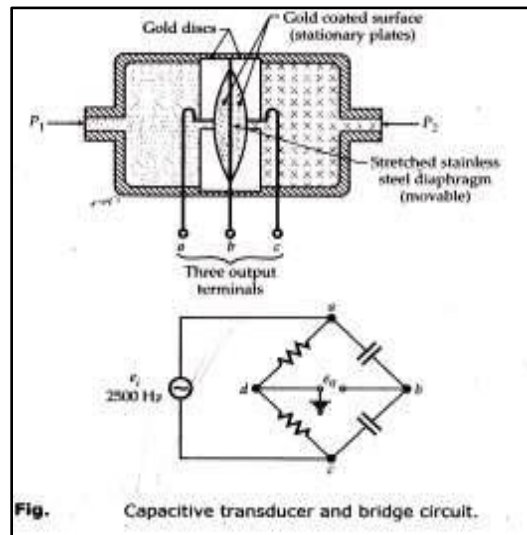 Gold discs
Gold coated surface
(stationary plates)
P₁
P₂
Stretched stainless
steel diaphragm
(movable)
a b c
Three output
terminals
a
eᵢ
2500 Hz
d
e₀
b
c
Fig. Capacitive transducer and bridge circuit.